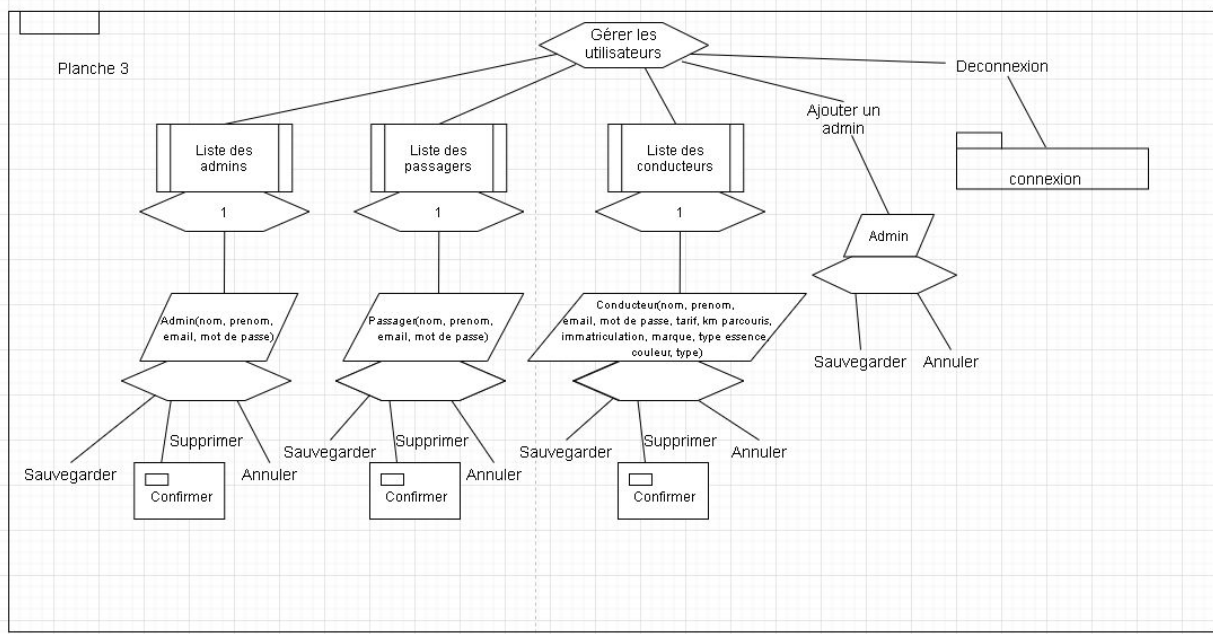 Gérer les
utilisateurs
Planche 3
Deconnexion
Ajouter un
admin
Liste des
admins
Liste des
passagers
Liste des
conducteurs
connexion
1
1
1
Admin
Admin(nom, prenom,
email, mot de passe)
Passager(nom, prenom,
email, mot de passe)
Conducteur(nom, prenom,
email, mot de passe, tarif, km parcouris,
immatriculation, marque, type essence,
couleur, type)
Sauvegarder
Annuler
Sauvegarder
Supprimer
Annuler
Confirmer
Sauvegarder
Supprimer
Annuler
Confirmer
Sauvegarder
Supprimer
Annuler
Confirmer